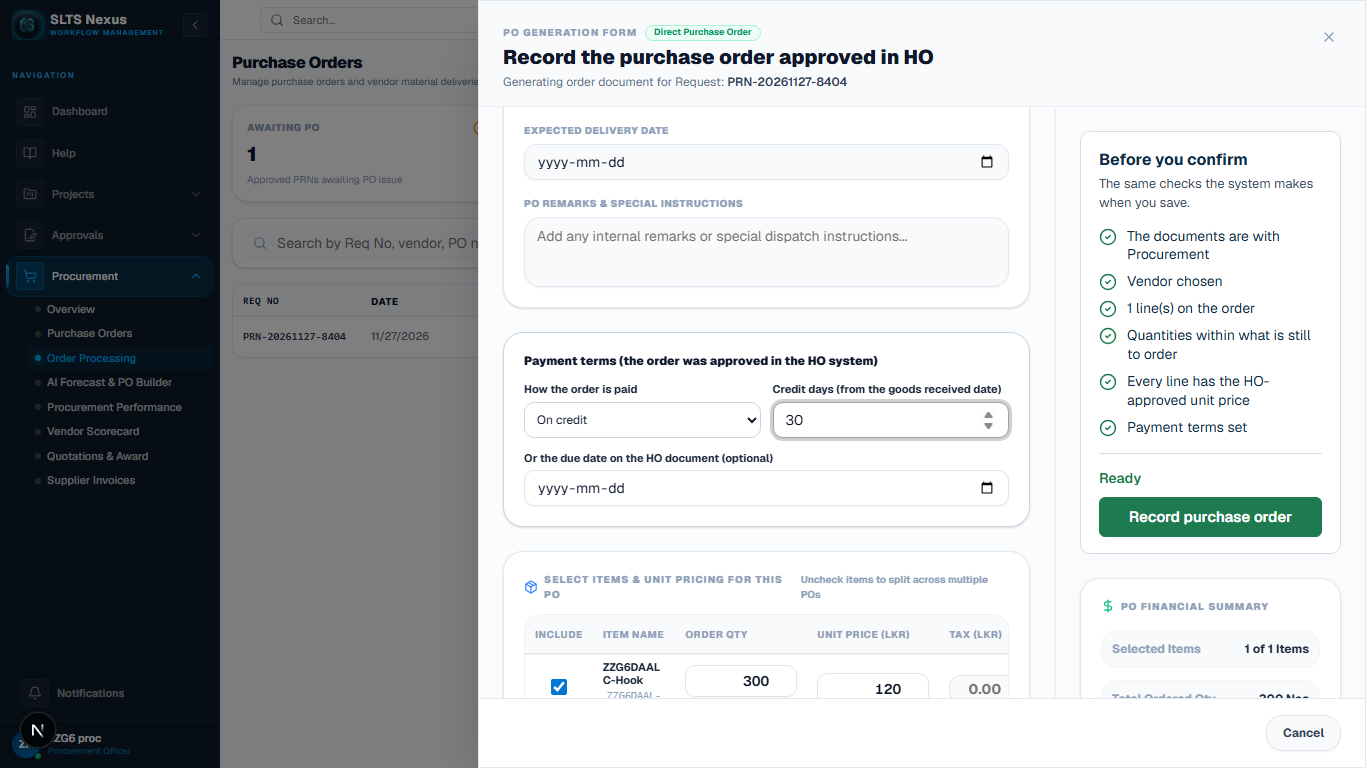 SLTS Nexus
WORKFLOW MANAGEMENT
NAVIGATION
Dashboard
Help
Projects
Approvals
Procurement
Overview
Purchase Orders
Order Processing
AI Forecast & PO Builder
Procurement Performance
Vendor Scorecard
Quotations & Award
Supplier Invoices
Notifications
N
ZG6 proc
Procurement Officer
Search...
Purchase Orders
Manage purchase orders and vendor material deliverie
AWAITING PO
1
Approved PRNs awaiting PO issue
Search by Req No, vendor, PO n
REQ NO DATE
PRN-20261127-8404 11/27/2026
PO GENERATION FORM Direct Purchase Order
Record the purchase order approved in HO
Generating order document for Request: PRN-20261127-8404
EXPECTED DELIVERY DATE
yyyy-mm-dd
PO REMARKS & SPECIAL INSTRUCTIONS
Add any internal remarks or special dispatch instructions...
Payment terms (the order was approved in the HO system)
How the order is paid Credit days (from the goods received date)
On credit 30
Or the due date on the HO document (optional)
yyyy-mm-dd
SELECT ITEMS & UNIT PRICING FOR THIS
PO
Uncheck items to split across multiple
POs
INCLUDE ITEM NAME ORDER QTY UNIT PRICE (LKR) TAX (LKR)
ZZG6DAAL
C-Hook
ZZG6DAAL-
300 120 0.00
Before you confirm
The same checks the system makes
when you save.
The documents are with
Procurement
Vendor chosen
1 line(s) on the order
Quantities within what is still
to order
Every line has the HO-
approved unit price
Payment terms set
Ready
Record purchase order
$ PO FINANCIAL SUMMARY
Selected Items 1 of 1 Items
Total Ordered Qty 300 Nos
Cancel